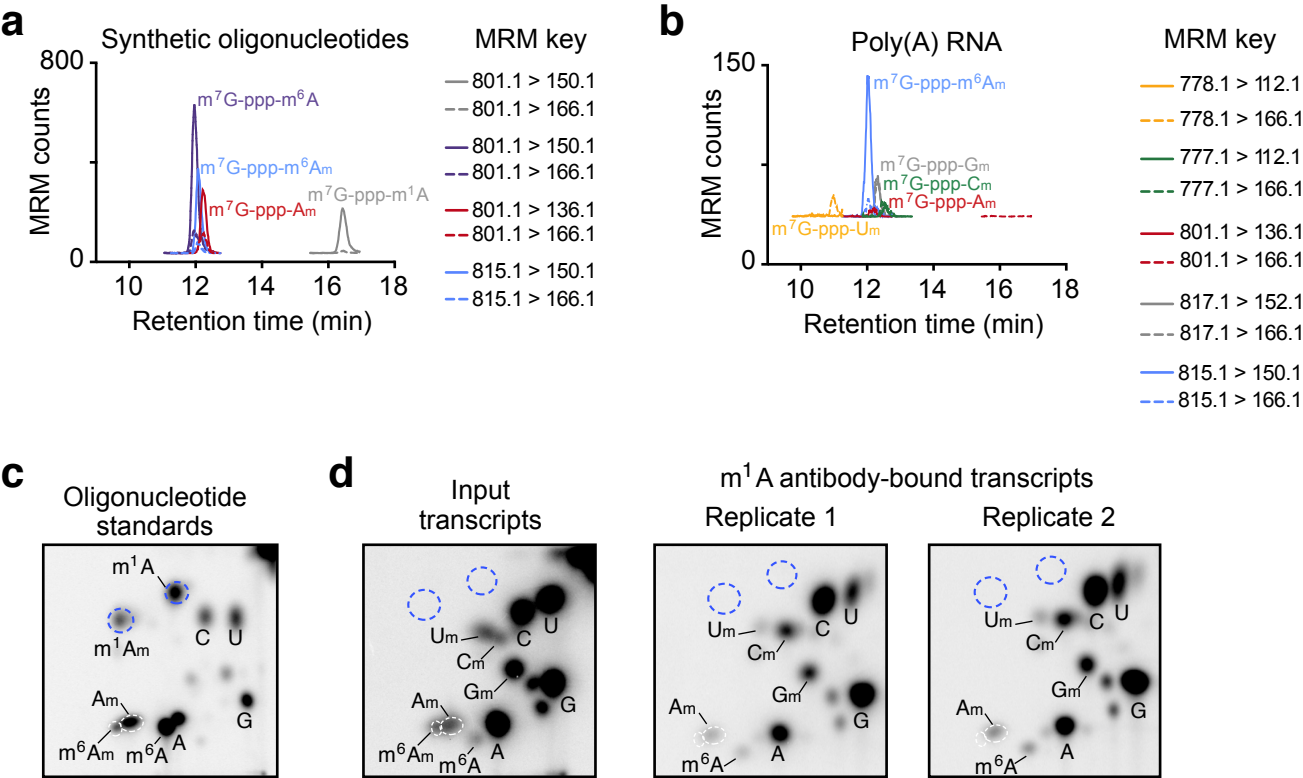 a
Synthetic oligonucleotides
MRM key
800
0
MRM counts
10 12 14 16 18
Retention time (min)
m⁷G-ppp-m⁶A
m⁷G-ppp-m⁶Am
m⁷G-ppp-m¹A
m⁷G-ppp-Am
801.1 > 150.1
801.1 > 166.1
801.1 > 150.1
801.1 > 166.1
801.1 > 136.1
801.1 > 166.1
815.1 > 150.1
815.1 > 166.1
b
Poly(A) RNA
MRM key
150
0
MRM counts
10 12 14 16 18
Retention time (min)
m⁷G-ppp-m⁶Am
m⁷G-ppp-Gm
m⁷G-ppp-Cm
m⁷G-ppp-Am
m⁷G-ppp-Um
778.1 > 112.1
778.1 > 166.1
777.1 > 112.1
777.1 > 166.1
801.1 > 136.1
801.1 > 166.1
817.1 > 152.1
817.1 > 166.1
815.1 > 150.1
815.1 > 166.1
c
Oligonucleotide
standards
m¹A
m¹Am
C U
Am
G
m⁶Am m⁶A A
d
Input
transcripts
Um
Cm
C
U
Gm
G
Am
m⁶Am
m⁶A
A
m¹A antibody-bound transcripts
Replicate 1
Um
Cm
C
U
Gm
G
Am
m⁶A
A
Replicate 2
Um
Cm
C
U
Gm
G
Am
m⁶A
A